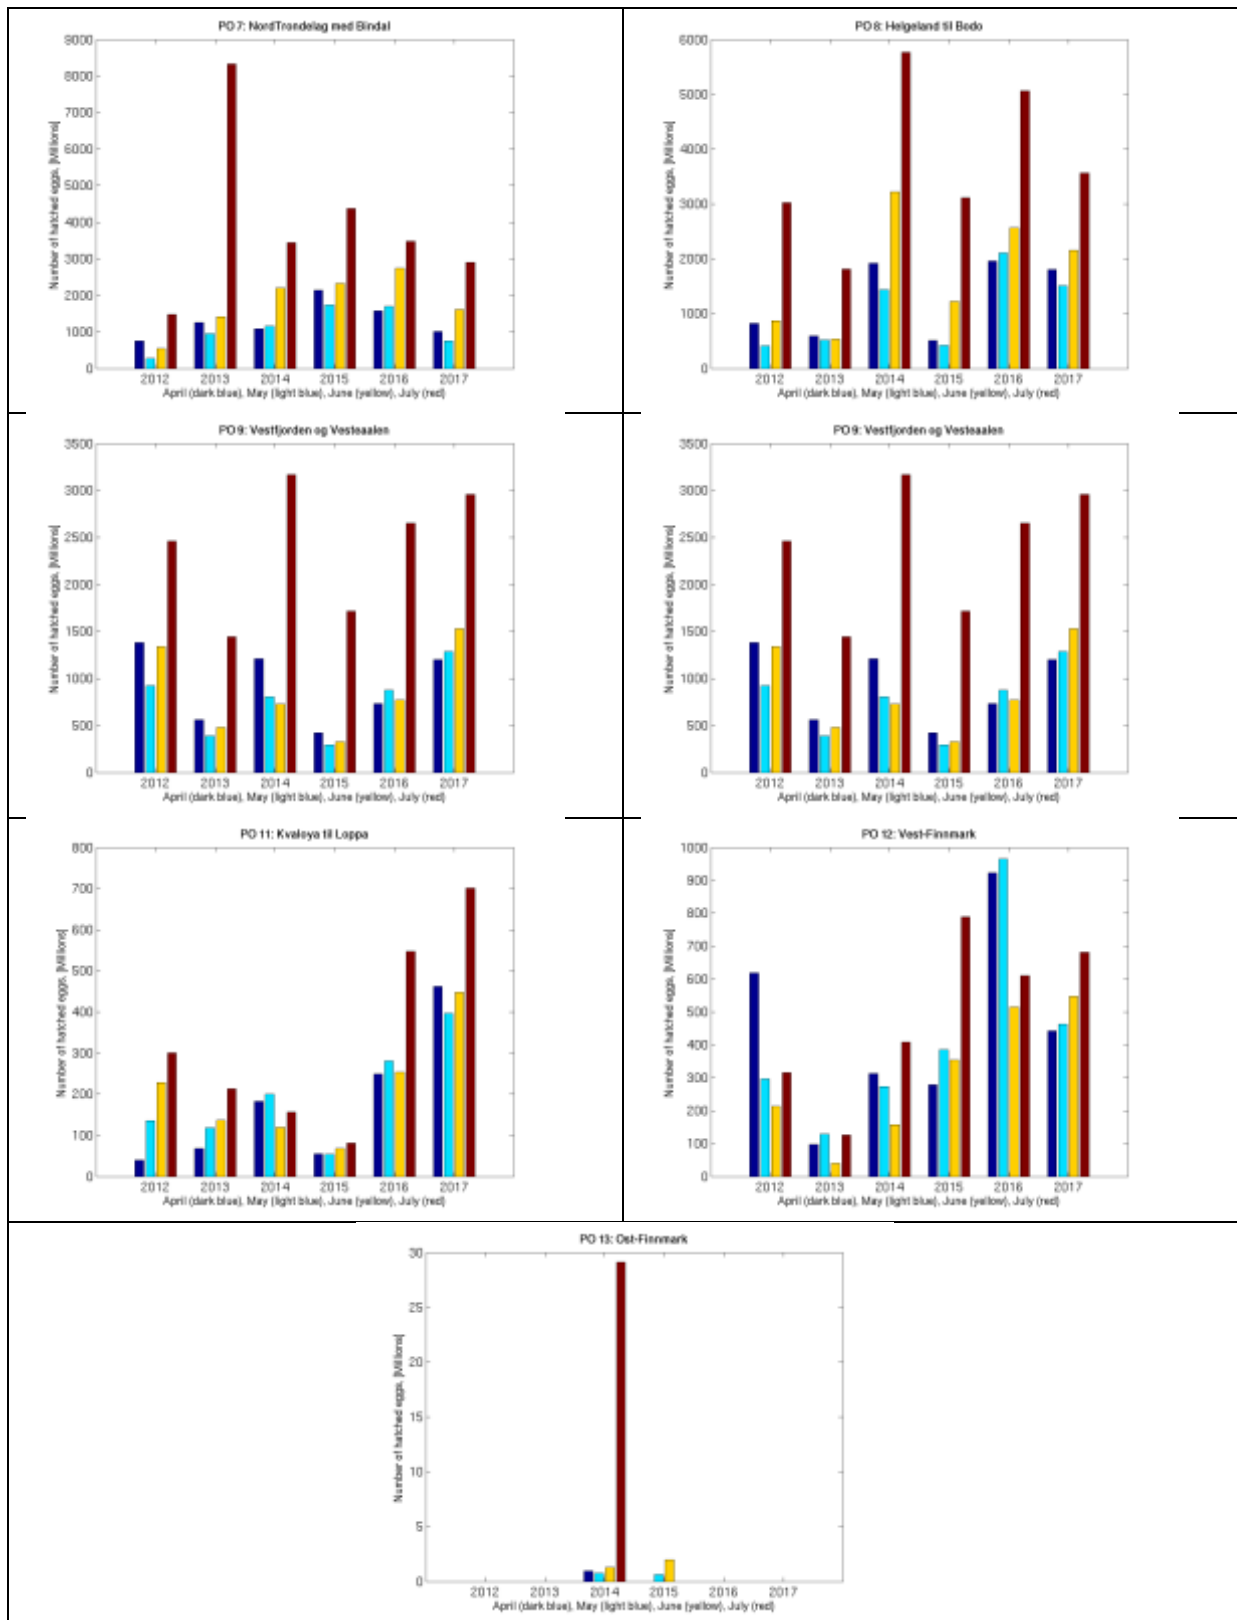 PO 7: NordTrondelag med Bindal
9000
8000
7000
6000
5000
4000
3000
2000
1000
0
Number of hatched eggs, [Millions]
2012 2013 2014 2015 2016 2017
April (dark blue), May (light blue), June (yellow), July (red)
PO 8: Helgeland til Bodo
6000
5000
4000
3000
2000
1000
0
Number of hatched eggs, [Millions]
2012 2013 2014 2015 2016 2017
April (dark blue), May (light blue), June (yellow), July (red)
PO 9: Vestfjorden og Vesteaalen
3500
3000
2500
2000
1500
1000
500
0
Number of hatched eggs, [Millions]
2012 2013 2014 2015 2016 2017
April (dark blue), May (light blue), June (yellow), July (red)
PO 9: Vestfjorden og Vesteaalen
3500
3000
2500
2000
1500
1000
500
0
Number of hatched eggs, [Millions]
2012 2013 2014 2015 2016 2017
April (dark blue), May (light blue), June (yellow), July (red)
PO 11: Kvaloya til Loppa
800
700
600
500
400
300
200
100
0
Number of hatched eggs, [Millions]
2012 2013 2014 2015 2016 2017
April (dark blue), May (light blue), June (yellow), July (red)
PO 12: Vest-Finnmark
1000
900
800
700
600
500
400
300
200
100
0
Number of hatched eggs, [Millions]
2012 2013 2014 2015 2016 2017
April (dark blue), May (light blue), June (yellow), July (red)
PO 13: Ost-Finnmark
30
25
20
15
10
5
0
Number of hatched eggs, [Millions]
2012 2013 2014 2015 2016 2017
April (dark blue), May (light blue), June (yellow), July (red)